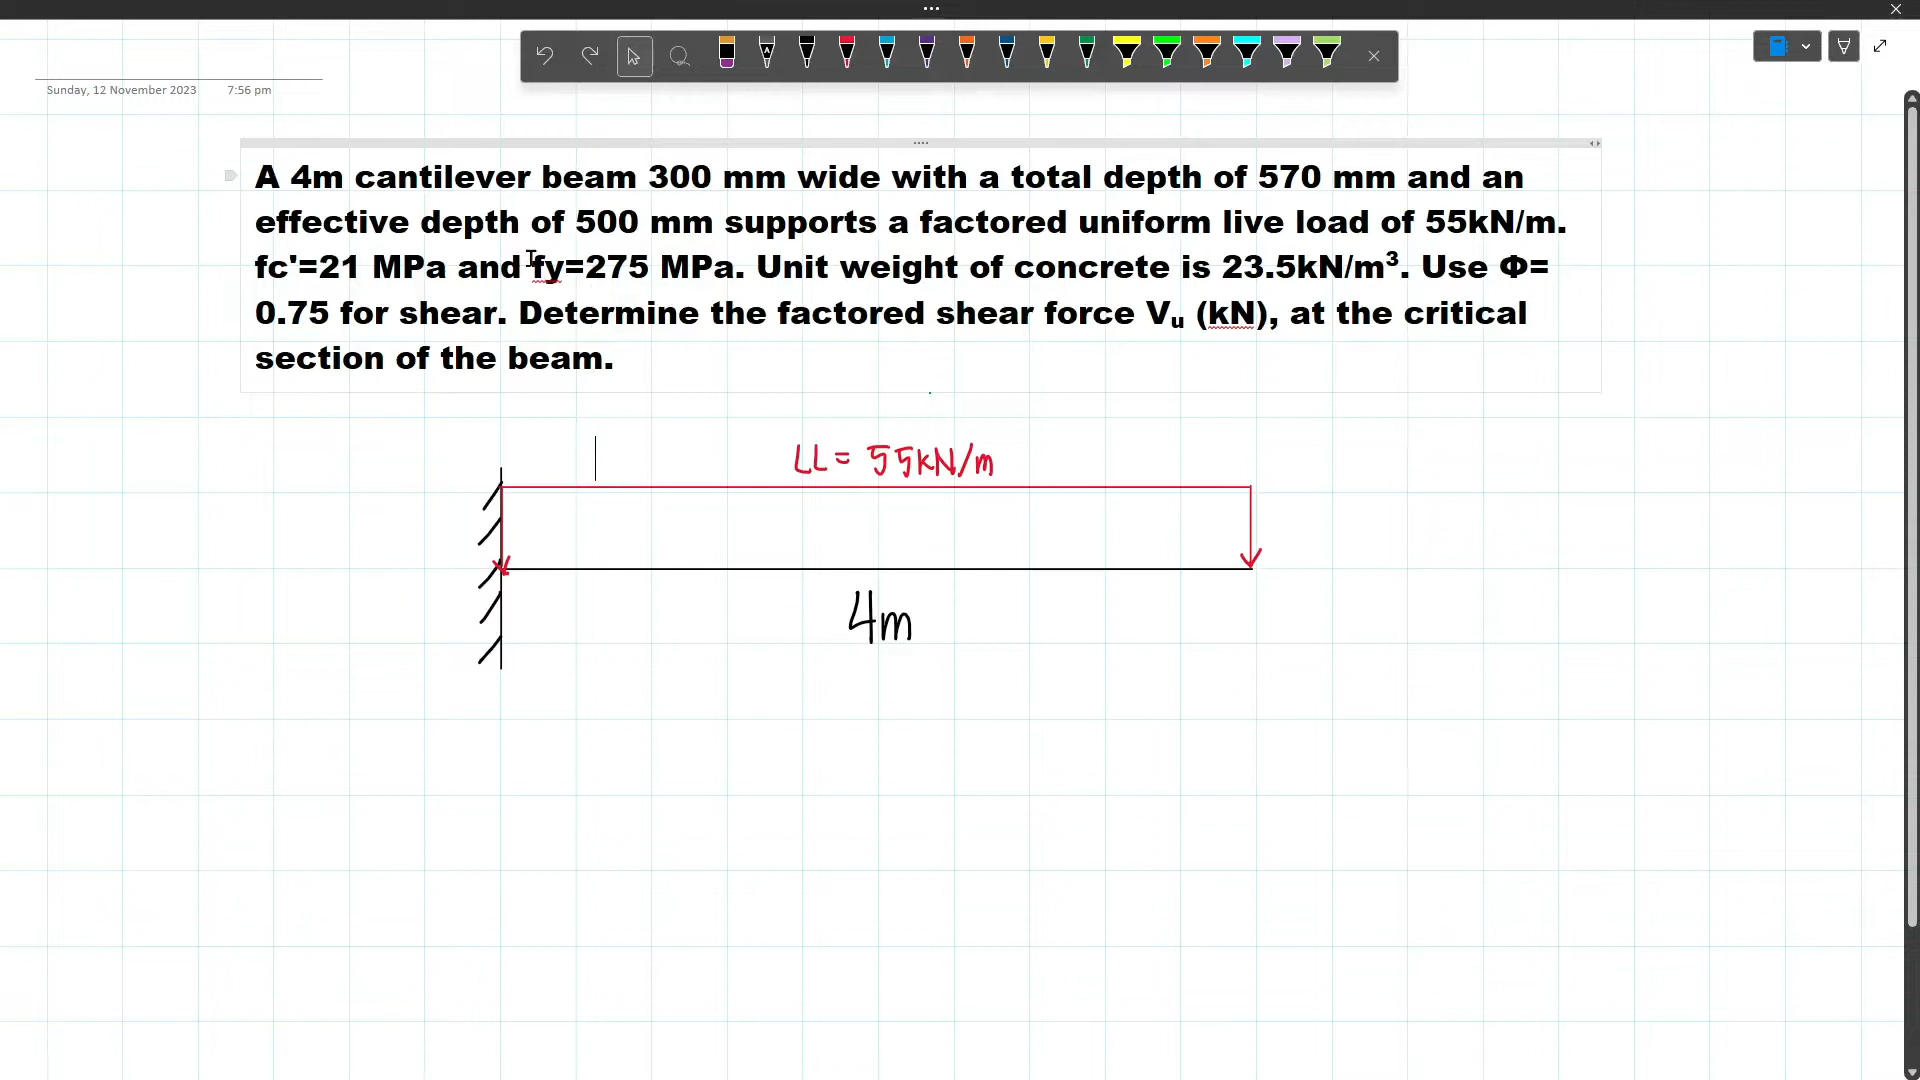 Sunday, 12 November 2023 7:56 pm
A 4m cantilever beam 300 mm wide with a total depth of 570 mm and an
effective depth of 500 mm supports a factored uniform live load of 55kN/m.
fc'=21 MPa and fy=275 MPa. Unit weight of concrete is 23.5kN/m³. Use Φ=
0.75 for shear. Determine the factored shear force Vᵤ (kN), at the critical
section of the beam.
LL = 55kN/m
4m